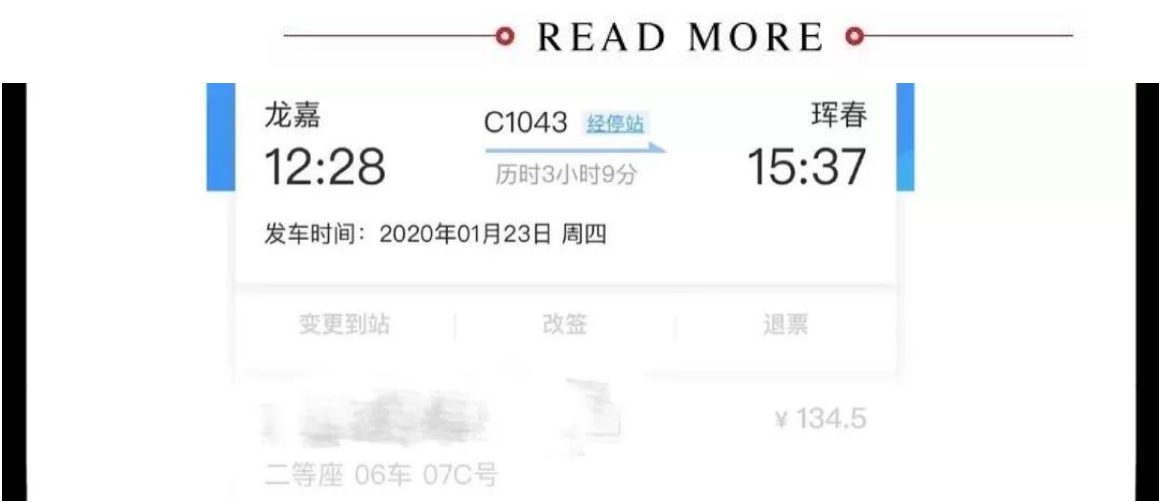 READ MORE
龙嘉 C1043 经停站 珲春
12:28 历时3小时9分 15:37
发车时间：2020年01月23日 周四
变更到站 改签 退票
¥134.5
二等座 06车 07C号